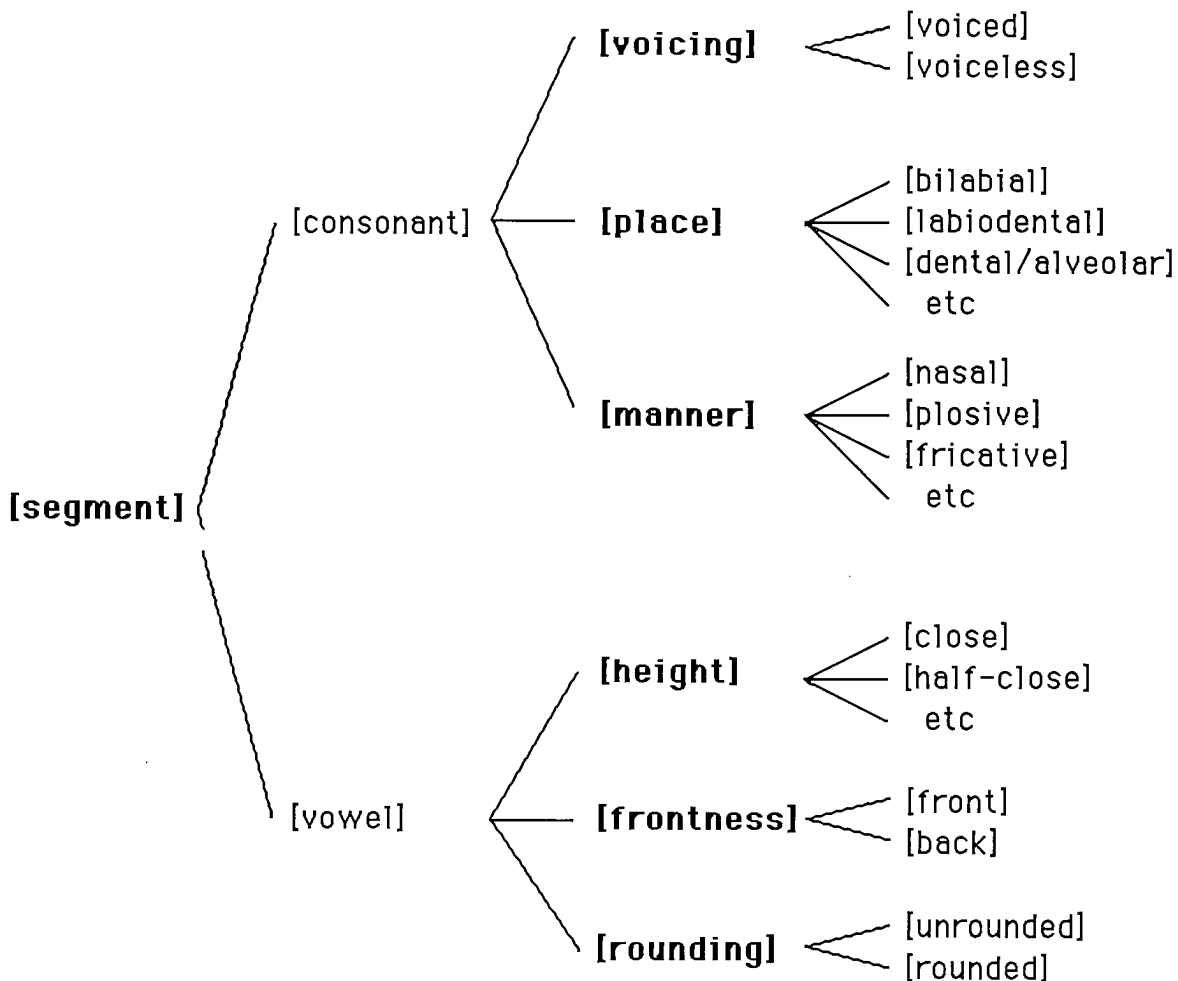 [voiced]
[voicing]
[voiceless]
[bilabial]
[consonant] [place] [labiodental]
[dental/alveolar]
etc
[nasal]
[manner] [plosive]
[fricative]
etc
[segment]
[close]
[height] [half-close]
etc
[front]
[vowel] [frontness]
[back]
[unrounded]
[rounding]
[rounded]